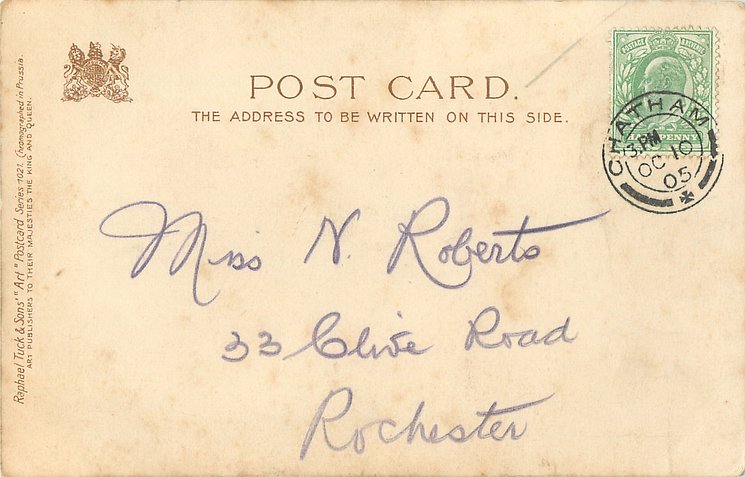 POST CARD.
THE ADDRESS TO BE WRITTEN ON THIS SIDE.
POSTAGE & REVENUE
HALFPENNY
CHATHAM
3. PM
OC 10
05
Miss N. Roberts
33 Clive Road
Rochester
Raphael Tuck & Sons' "Art" Postcard Series 1021. Chromographed in Prussia.
ART PUBLISHERS TO THEIR MAJESTIES THE KING AND QUEEN.